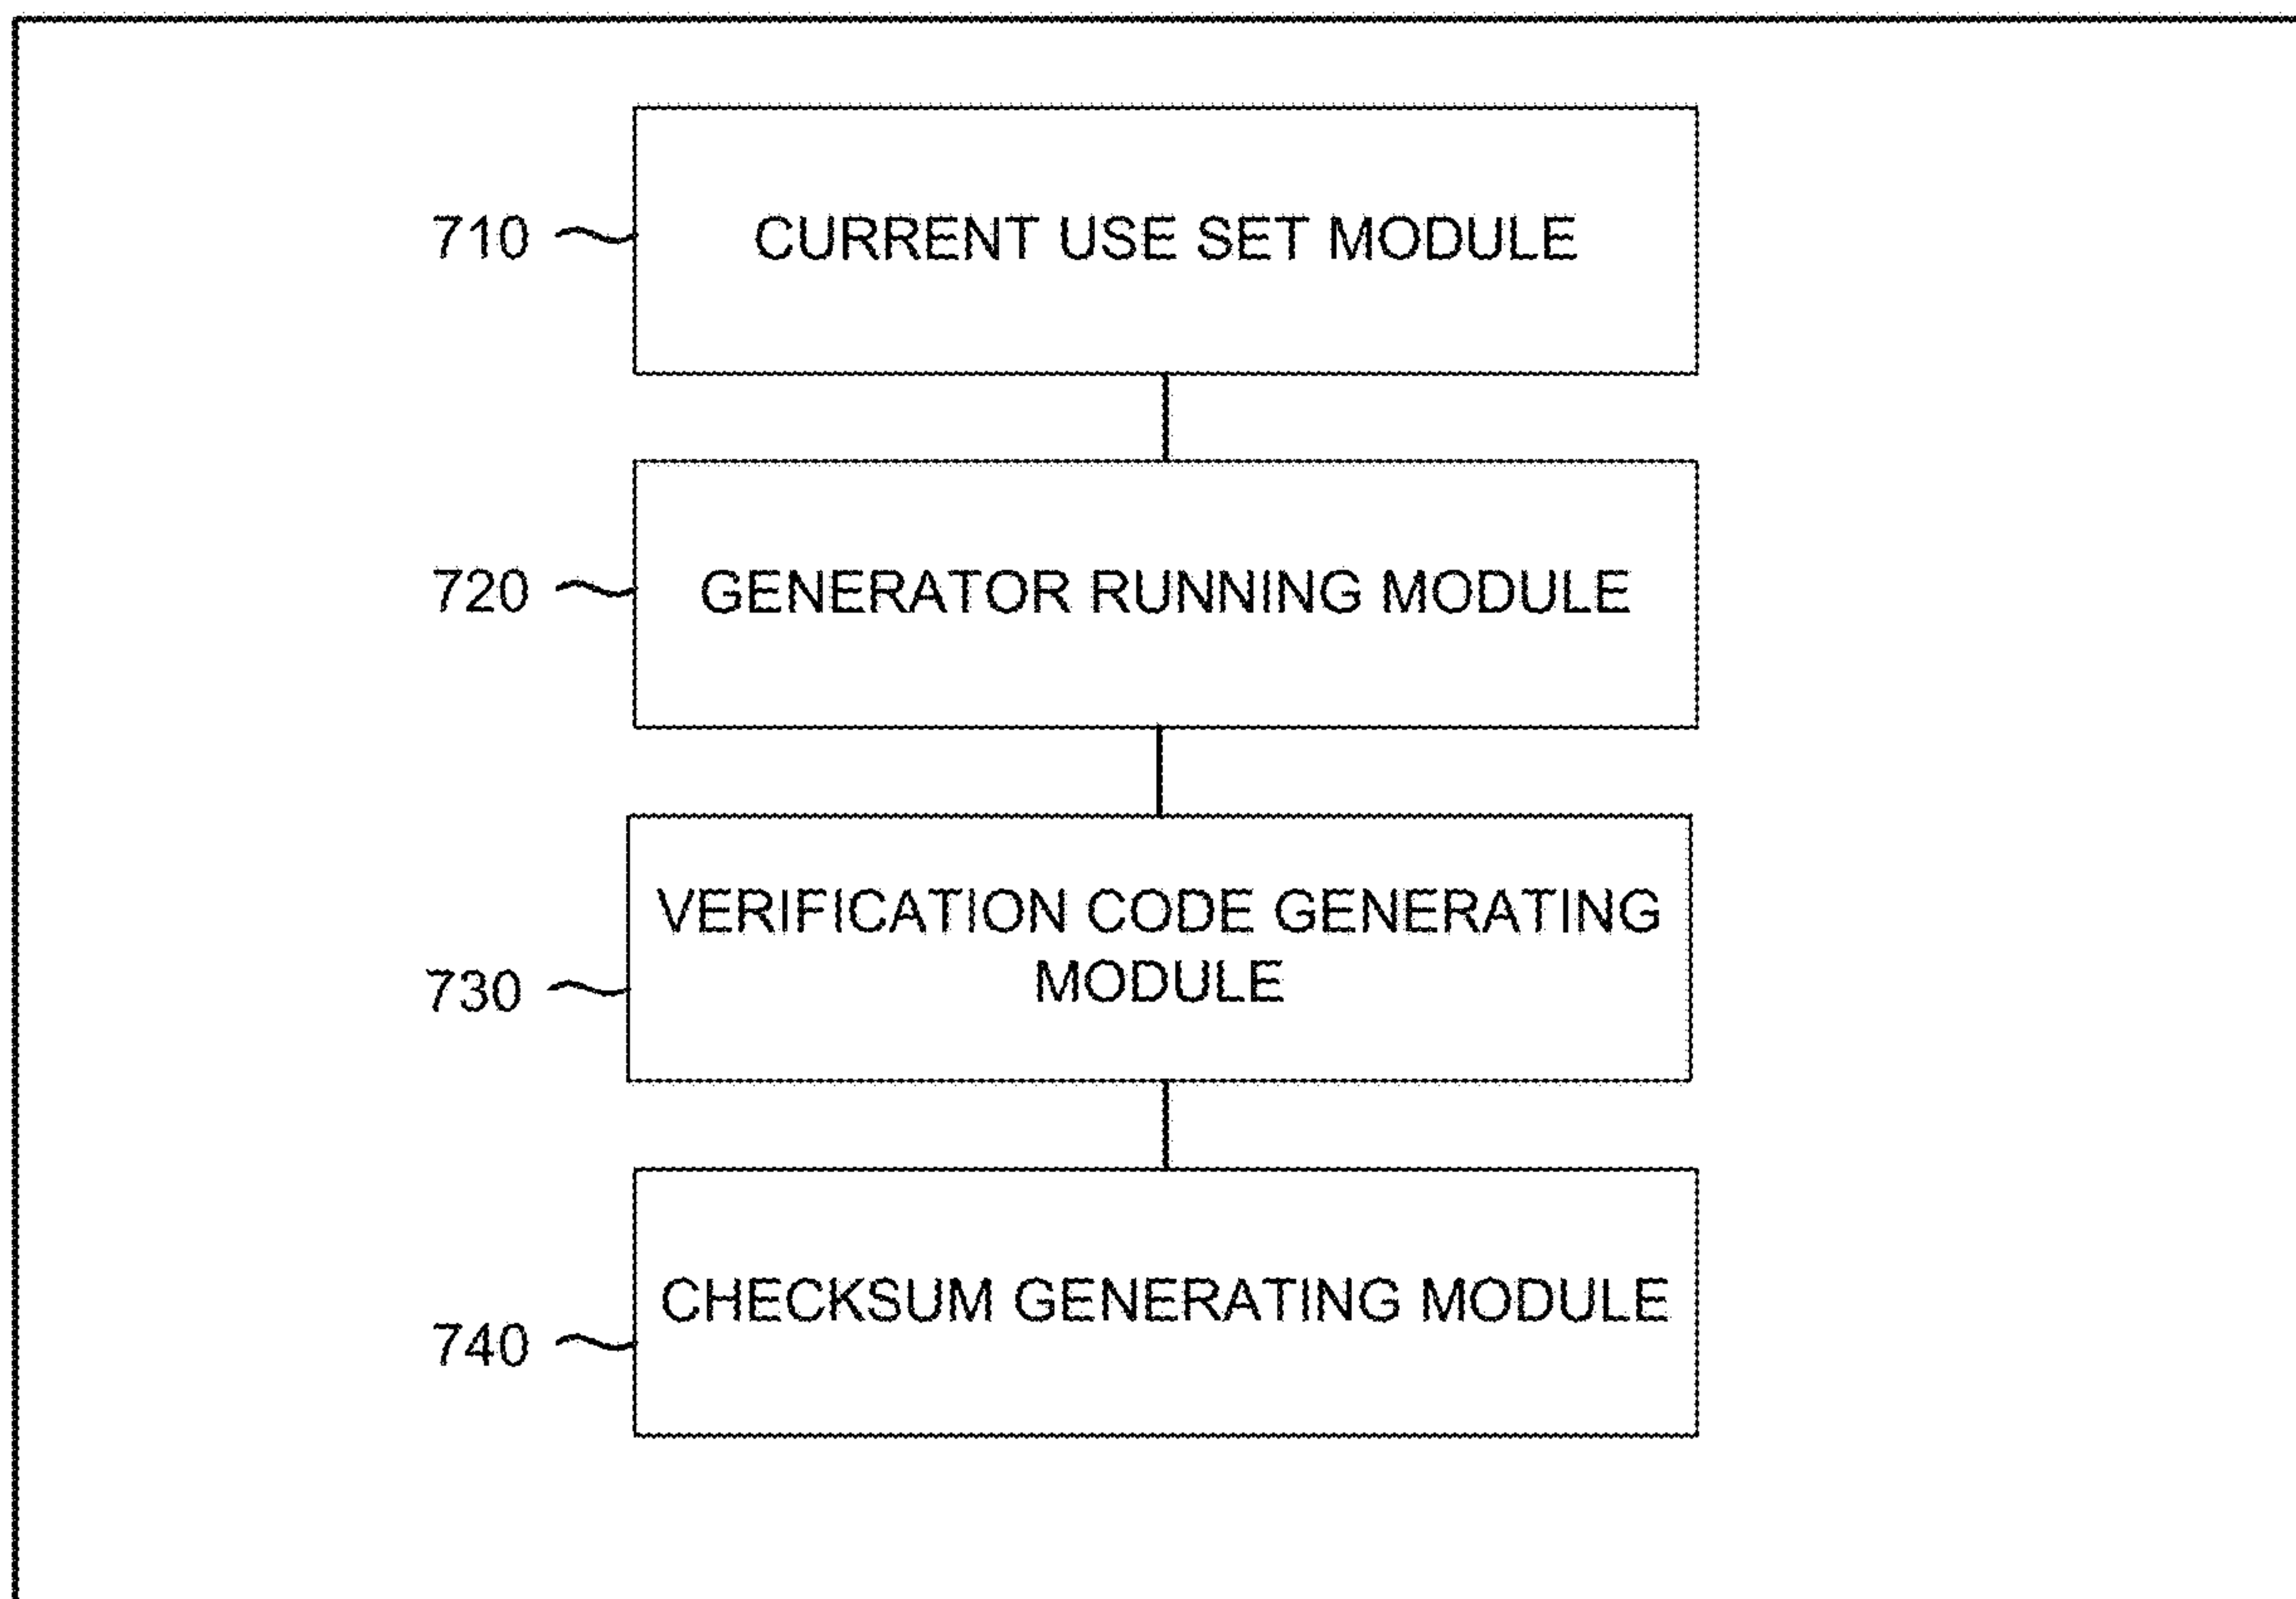 710
CURRENT USE SET MODULE
720
GENERATOR RUNNING MODULE
VERIFICATION CODE GENERATING
MODULE
730
CHECKSUM GENERATING MODULE
740